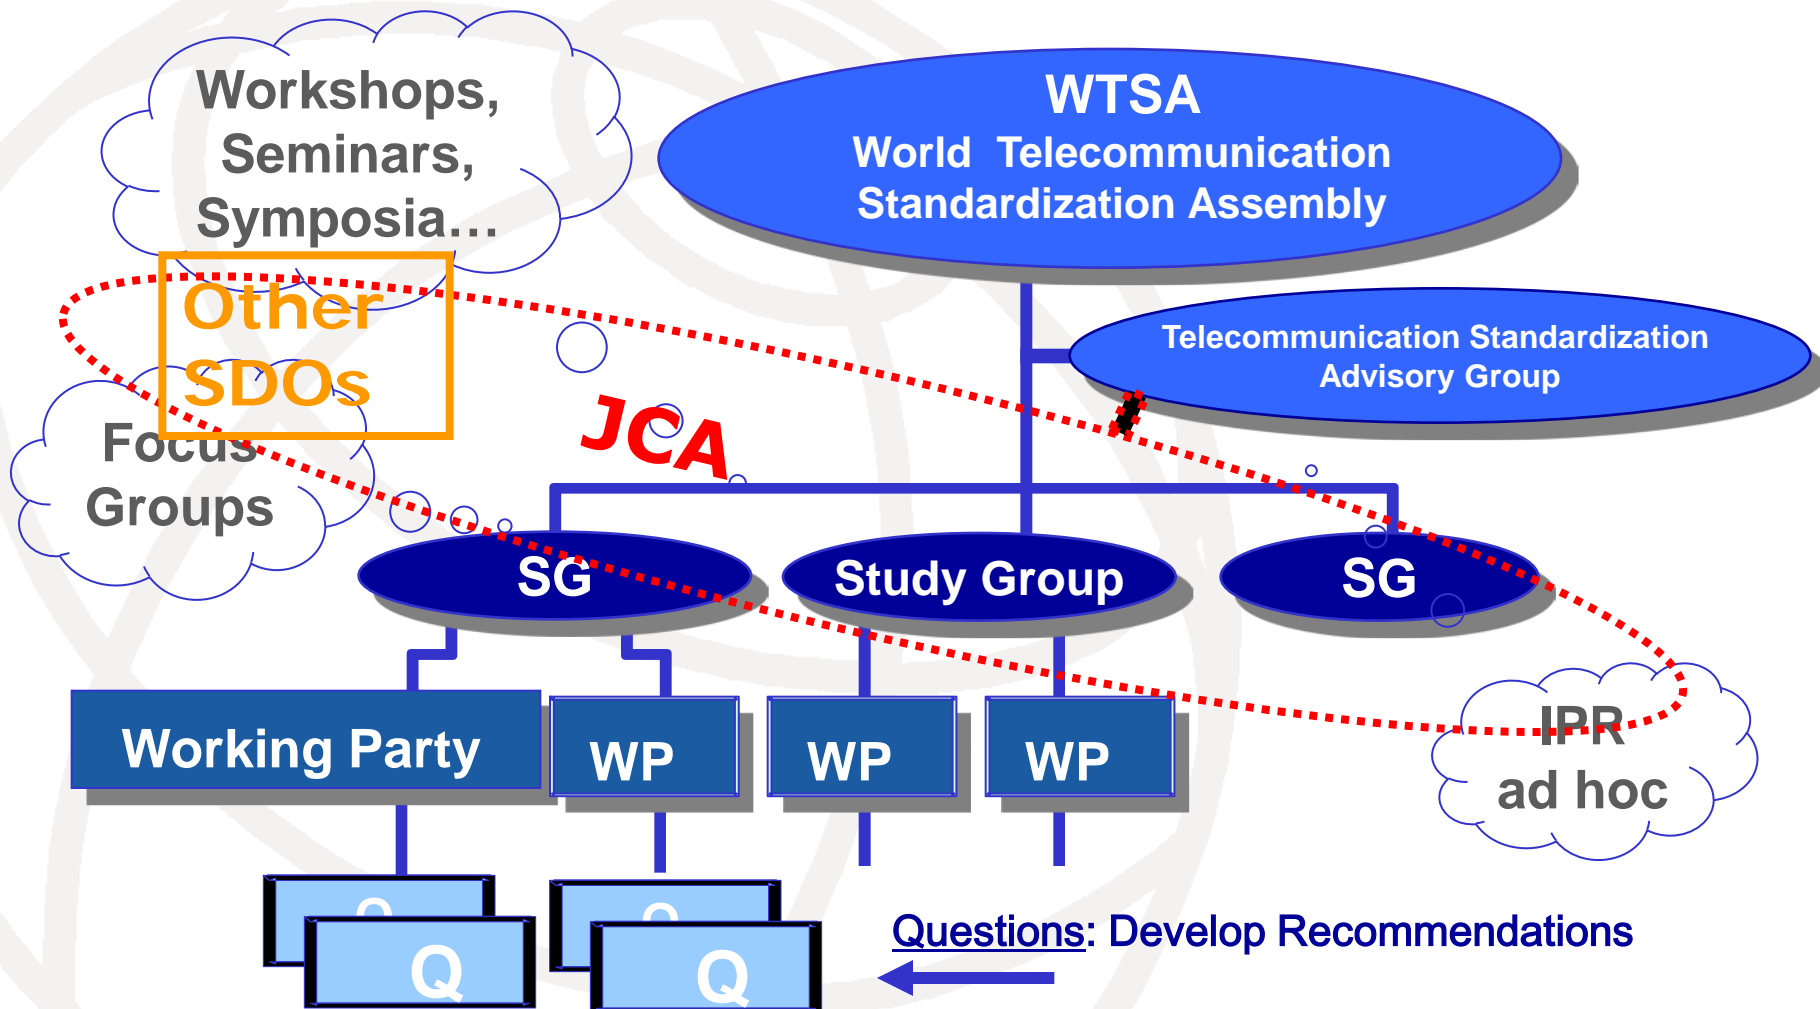 Workshops,
Seminars,
Symposia…
WTSA
World Telecommunication
Standardization Assembly
Other
SDOs
Telecommunication Standardization
Advisory Group
Focus
Groups
JCA
SG
Study Group
SG
Working Party
WP
WP
WP
IPR
ad hoc
Q
Q
Q
Q
Questions: Develop Recommendations